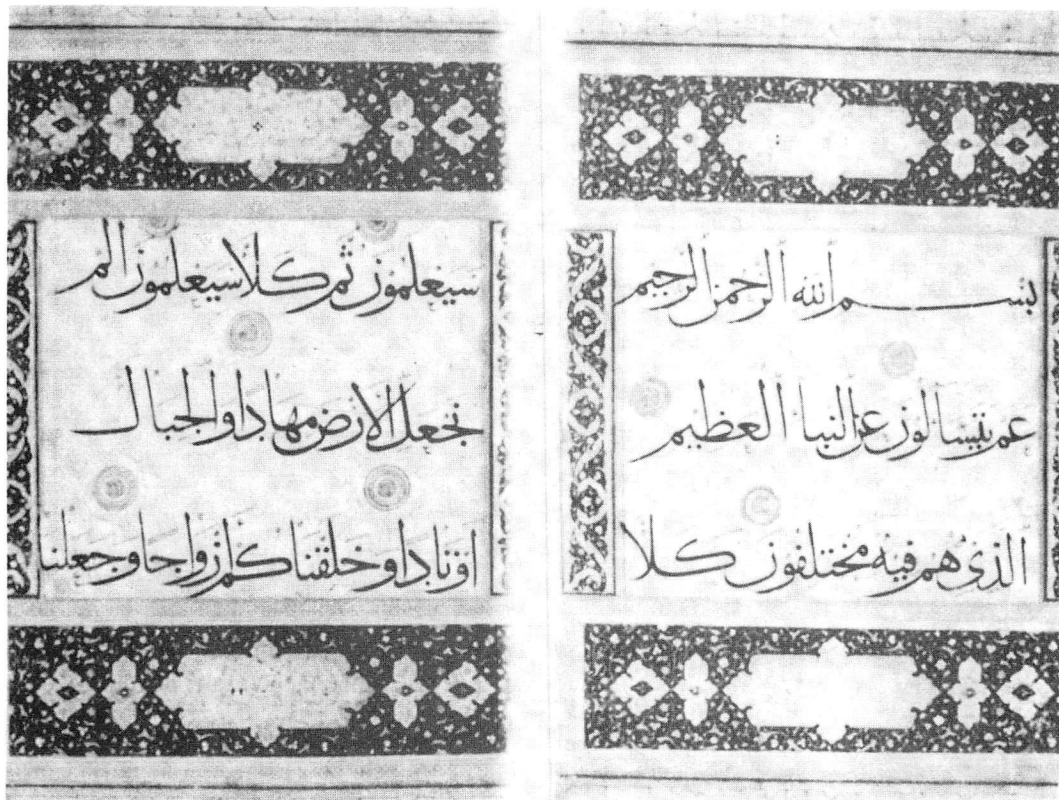 بسم الله الرحمن الرحيم
عم يتسالون عن النبا العظيم
الذى هم فيه مختلفون كلا
سيعلمون ثم كلا سيعلمون الم
نجعل الارض مهادا والجبال
اوتادا وخلقناكم ازواجا وجعلنا